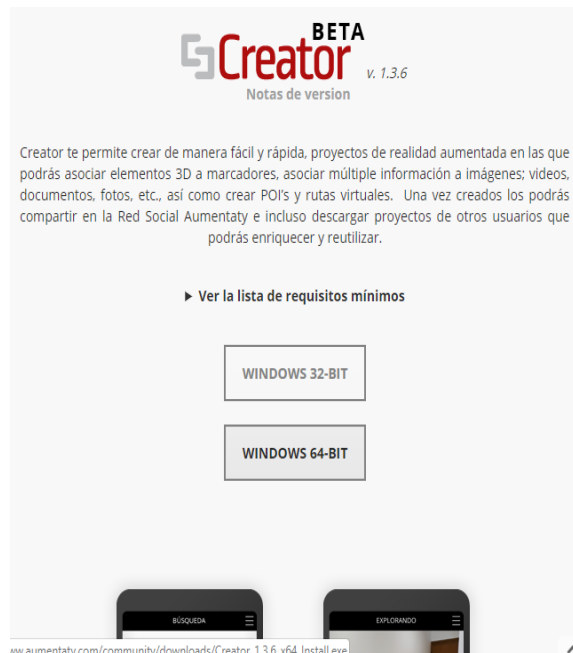 BETA
Creator v. 1.3.6
Notas de version
Creator te permite crear de manera fácil y rápida, proyectos de realidad aumentada en las que
podrás asociar elementos 3D a marcadores, asociar múltiple información a imágenes; videos,
documentos, fotos, etc., así como crear POI's y rutas virtuales. Una vez creados los podrás
compartir en la Red Social Aumentaty e incluso descargar proyectos de otros usuarios que
podrás enriquecer y reutilizar.
▶ Ver la lista de requisitos mínimos
WINDOWS 32-BIT
WINDOWS 64-BIT
BÚSQUEDA
EXPLORANDO
ww.aumentaty.com/community/downloads/Creator_1.3.6_x64_Install.exe